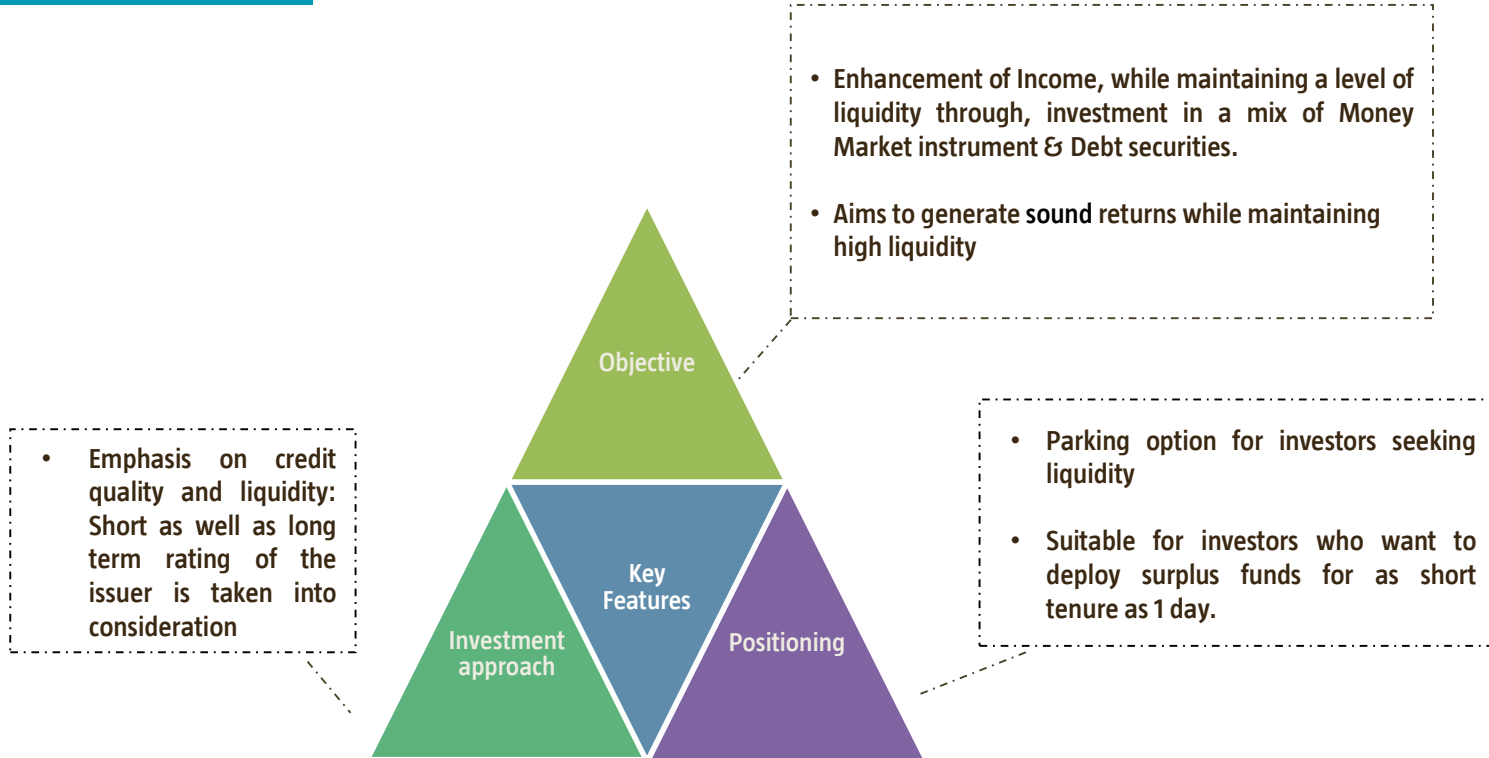 • Enhancement of Income, while maintaining a level of
liquidity through, investment in a mix of Money
Market instrument & Debt securities.
• Aims to generate sound returns while maintaining
high liquidity
Objective
• Emphasis on credit
quality and liquidity:
Short as well as long
term rating of the
issuer is taken into
consideration
• Parking option for investors seeking
liquidity
• Suitable for investors who want to
deploy surplus funds for as short
tenure as 1 day.
Key
Features
Investment
approach
Positioning